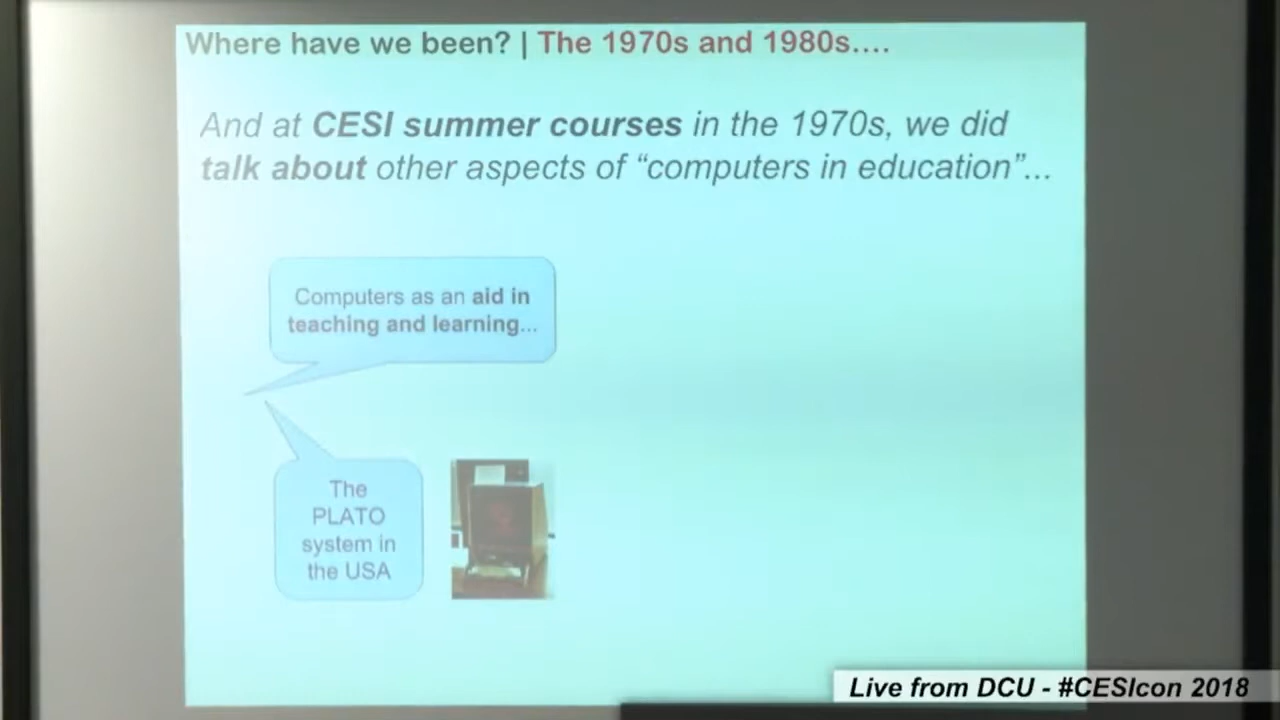 Where have we been? | The 1970s and 1980s....
And at CESI summer courses in the 1970s, we did
talk about other aspects of “computers in education”...
Computers as an aid in
teaching and learning...
The
PLATO
system in
the USA
Live from DCU - #CESIcon 2018